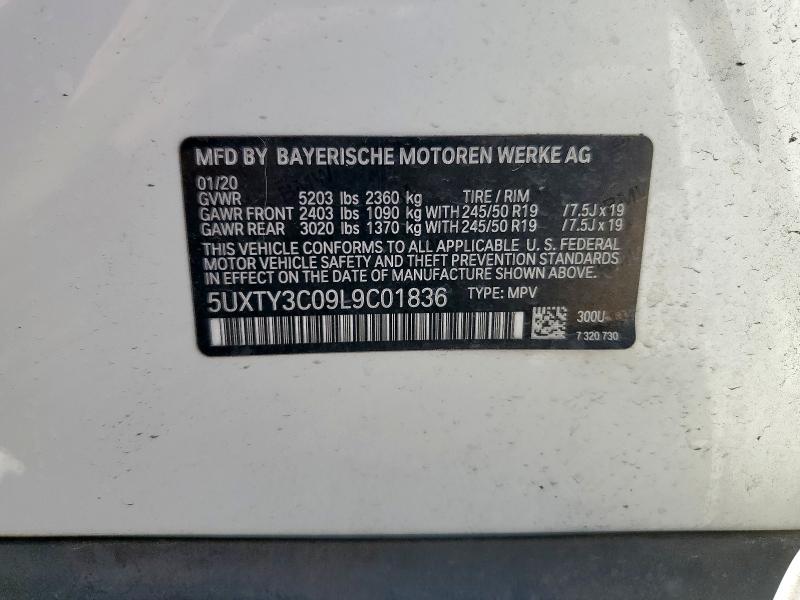 MFD BY BAYERISCHE MOTOREN WERKE AG
01/20
GVWR 5203 lbs 2360 kg TIRE / RIM
GAWR FRONT 2403 lbs 1090 kg WITH 245/50 R19 /7.5J x 19
GAWR REAR 3020 lbs 1370 kg WITH 245/50 R19 /7.5J x 19
THIS VEHICLE CONFORMS TO ALL APPLICABLE U. S. FEDERAL
MOTOR VEHICLE SAFETY AND THEFT PREVENTION STANDARDS
IN EFFECT ON THE DATE OF MANUFACTURE SHOWN ABOVE.
5UXTY3C09L9C01836 TYPE: MPV
300U
7 320 730